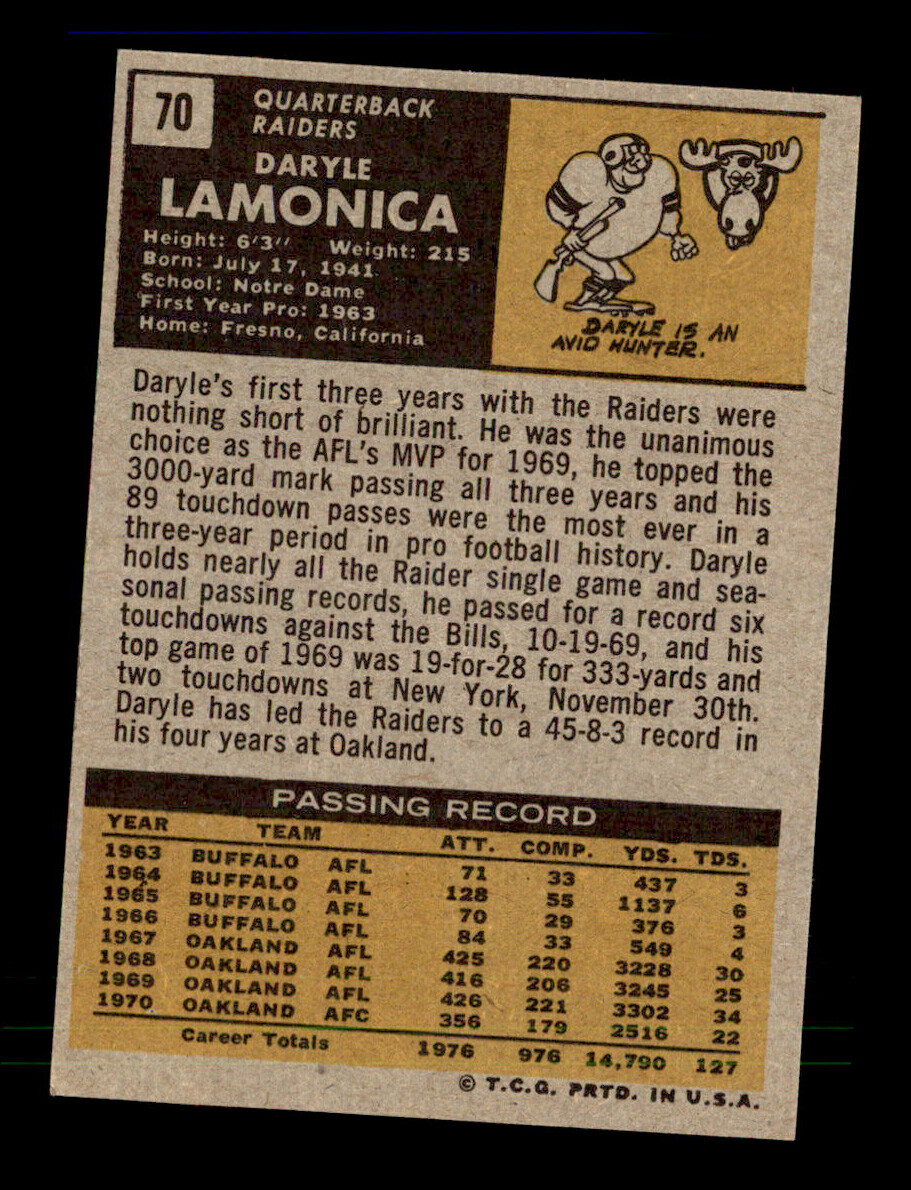 70
QUARTERBACK
RAIDERS
DARYLE
LAMONICA
Height: 6'3" Weight: 215
Born: July 17, 1941
School: Notre Dame
First Year Pro: 1963
Home: Fresno, California
DARYLE IS AN
AVID HUNTER.
Daryle's first three years with the Raiders were
nothing short of brilliant. He was the unanimous
choice as the AFL's MVP for 1969, he topped the
3000-yard mark passing all three years and his
89 touchdown passes were the most ever in a
three-year period in pro football history. Daryle
holds nearly all the Raider single game and sea-
sonal passing records, he passed for a record six
touchdowns against the Bills, 10-19-69, and his
top game of 1969 was 19-for-28 for 333-yards and
two touchdowns at New York, November 30th.
Daryle has led the Raiders to a 45-8-3 record in
his four years at Oakland.
PASSING RECORD
YEAR TEAM ATT. COMP. YDS. TDS.
1963 BUFFALO AFL 71 33 437 3
1964 BUFFALO AFL 128 55 1137 6
1965 BUFFALO AFL 70 29 376 3
1966 BUFFALO AFL 84 33 549 4
1967 OAKLAND AFL 425 220 3228 30
1968 OAKLAND AFL 416 206 3245 25
1969 OAKLAND AFL 426 221 3302 34
1970 OAKLAND AFC 356 179 2516 22
Career Totals 1976 976 14,790 127
© T.C.G. PRTD. IN U.S.A.